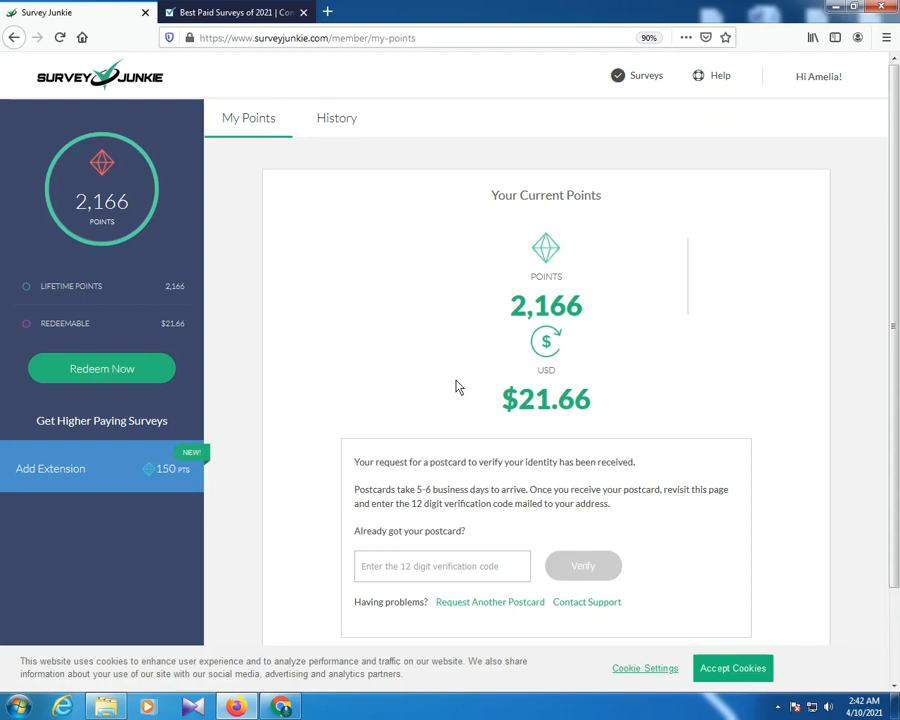 Survey Junkie
Best Paid Surveys of 2021 | Con
https://www.surveyjunkie.com/member/my-points
90%
SURVEY JUNKIE
Surveys
Help
Hi Amelia!
2,166
POINTS
LIFETIME POINTS 2,166
REDEEMABLE $21.66
Redeem Now
Get Higher Paying Surveys
NEW!
Add Extension 150 PTS
My Points
History
Your Current Points
POINTS
2,166
$
USD
$21.66
Your request for a postcard to verify your identity has been received.
Postcards take 5-6 business days to arrive. Once you receive your postcard, revisit this page
and enter the 12 digit verification code mailed to your address.
Already got your postcard?
Enter the 12 digit verification code
Verify
Having problems? Request Another Postcard Contact Support
This website uses cookies to enhance user experience and to analyze performance and traffic on our website. We also share
information about your use of our site with our social media, advertising and analytics partners.
Cookie Settings
Accept Cookies
2:42 AM
4/10/2021